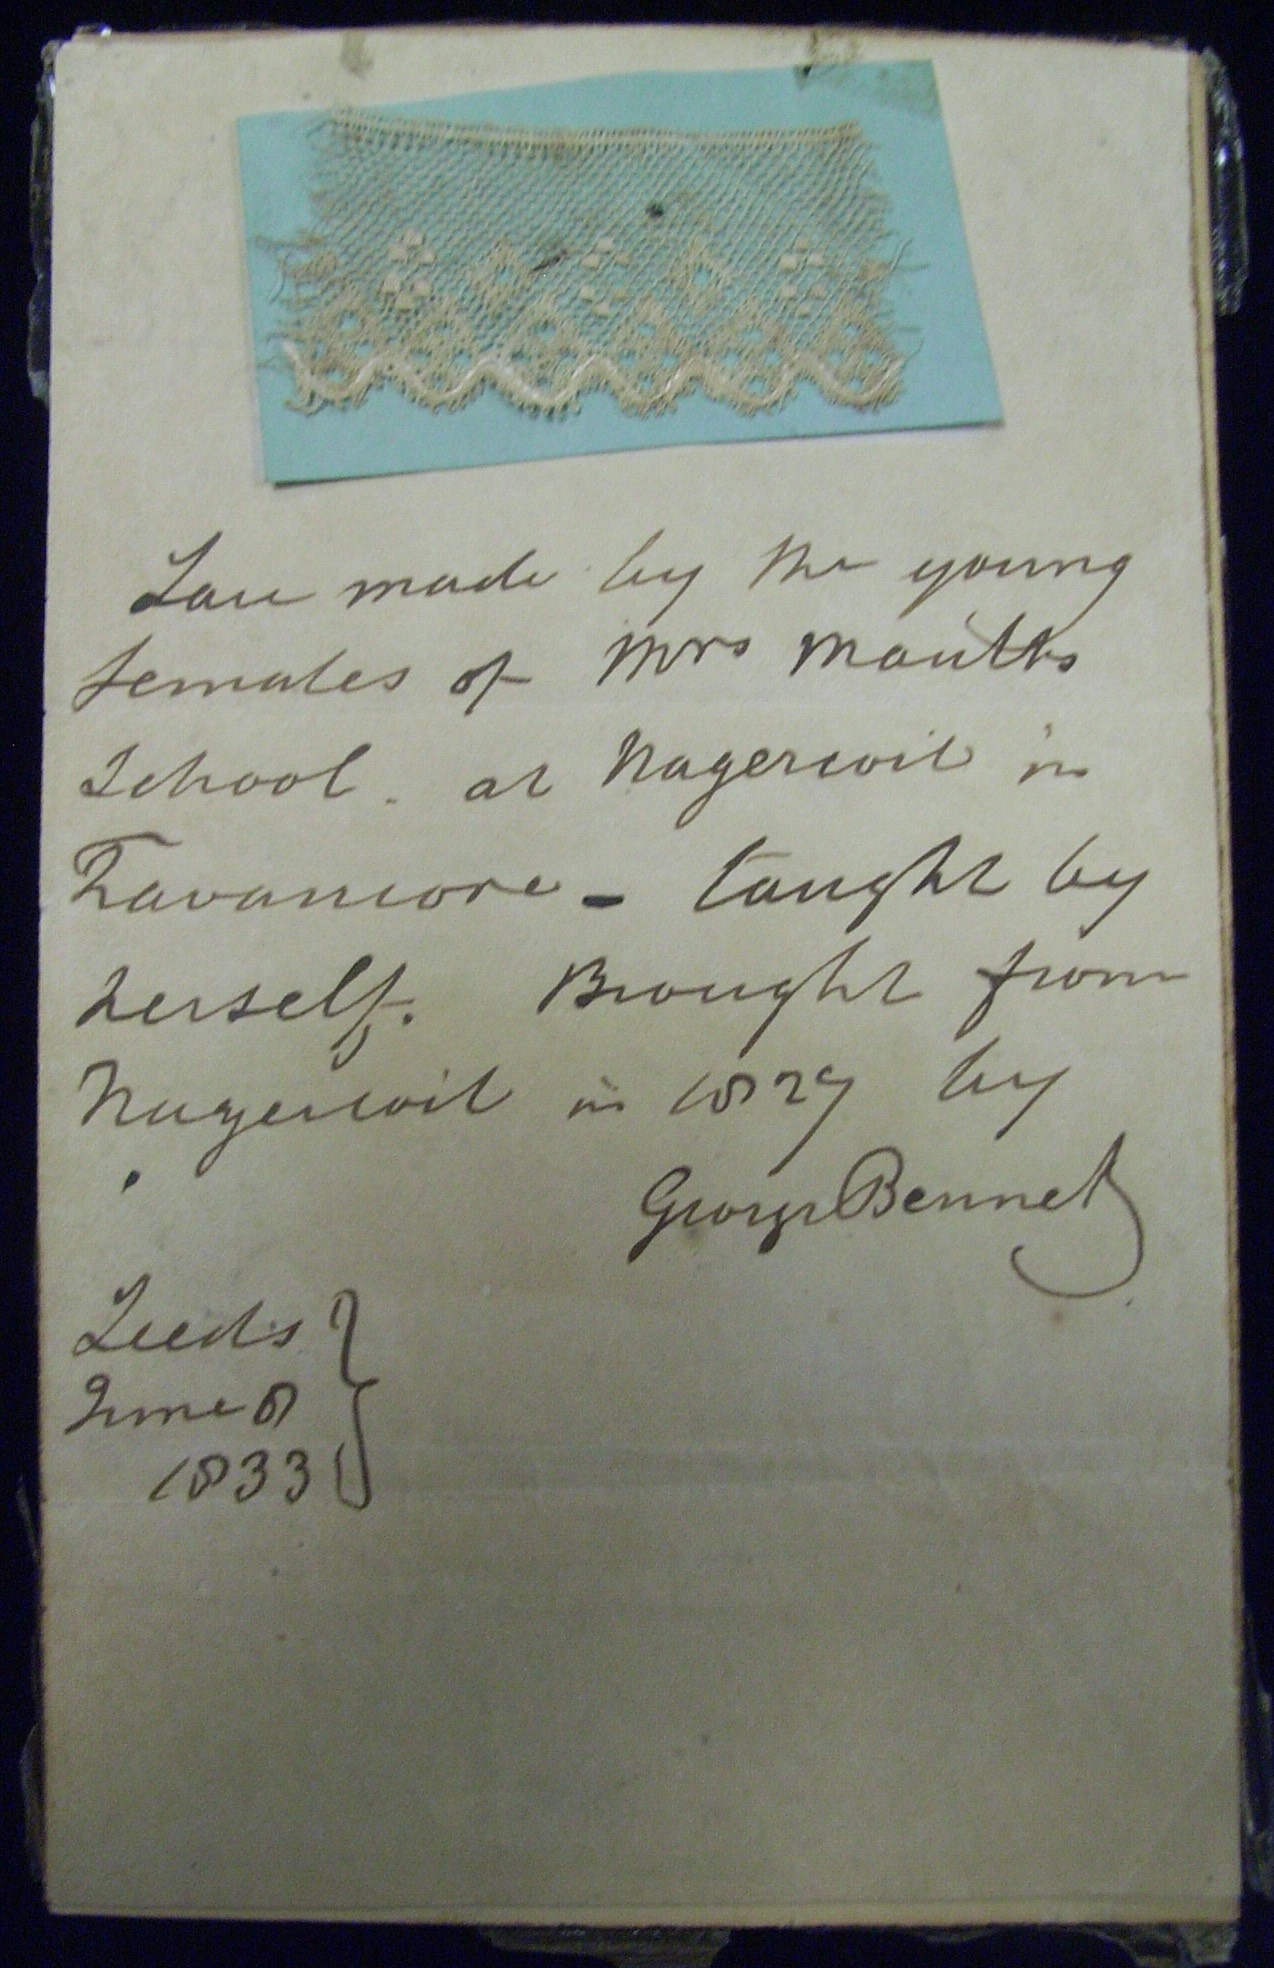 Lace made by the young
females of Mrs Maults
School. at Nagercoil in
Travancore - taught by
herself. Brought from
Nagercoil in 1827 by
George Bennet
Leeds
June 8
1833